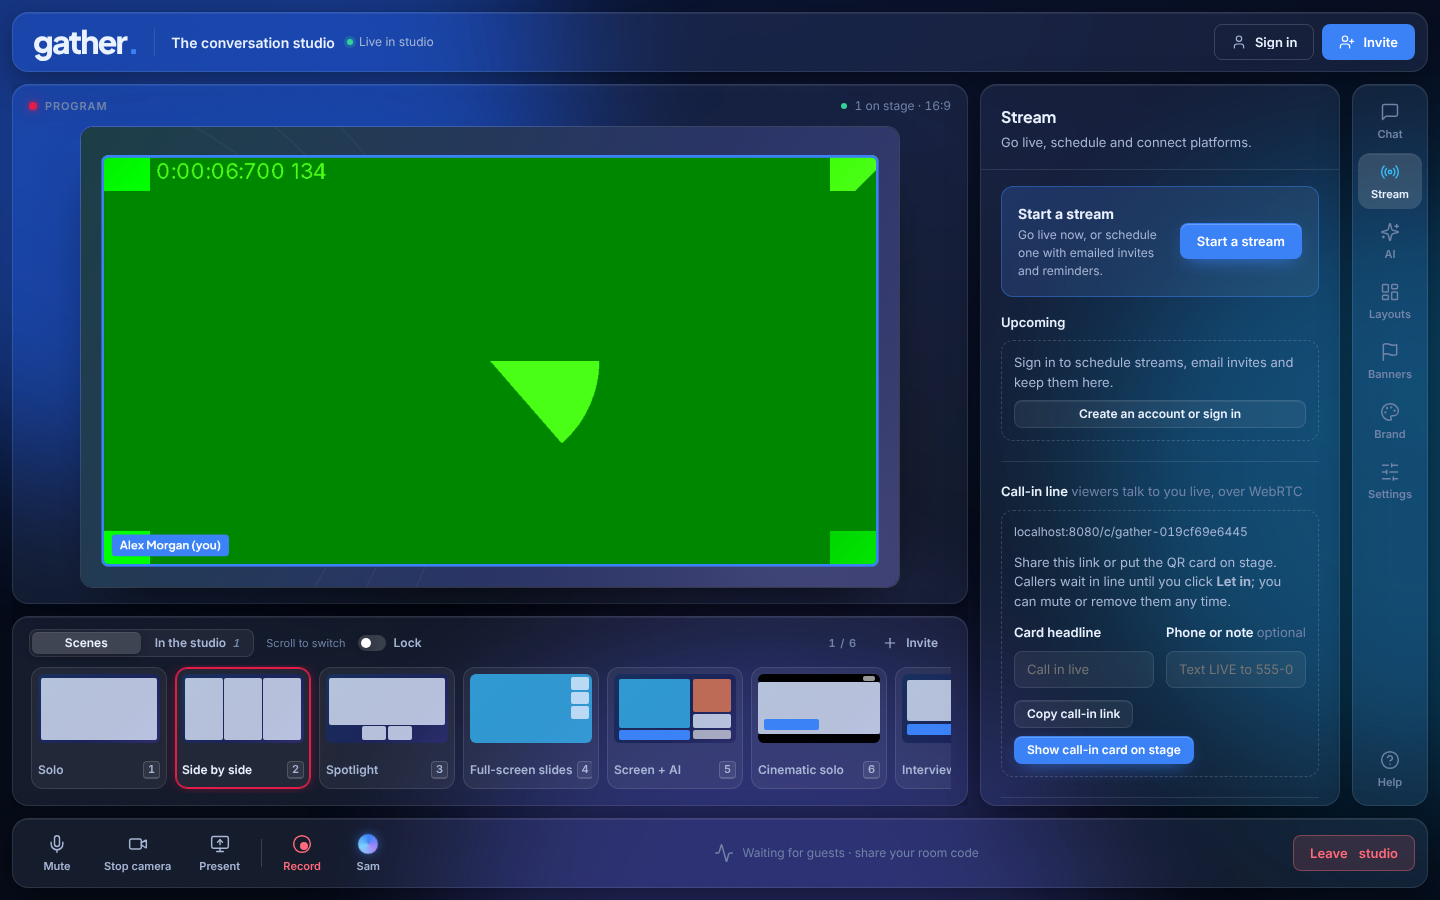 gather.
The conversation studio
Live in studio
Sign in
Invite
PROGRAM
1 on stage · 16:9
0:00:06:700 134
Alex Morgan (you)
Scenes
In the studio 1
Scroll to switch
Lock
1 / 6
Invite
Solo 1
Side by side 2
Spotlight 3
Full-screen slides 4
Screen + AI 5
Cinematic solo 6
Interview
Stream
Go live, schedule and connect platforms.
Start a stream
Go live now, or schedule
one with emailed invites
and reminders.
Start a stream
Upcoming
Sign in to schedule streams, email invites and
keep them here.
Create an account or sign in
Call-in line viewers talk to you live, over WebRTC
localhost:8080/c/gather-019cf69e6445
Share this link or put the QR card on stage.
Callers wait in line until you click Let in; you
can mute or remove them any time.
Card headline
Phone or note optional
Call in live
Text LIVE to 555-0
Copy call-in link
Show call-in card on stage
Chat
Stream
AI
Layouts
Banners
Brand
Settings
Help
Mute
Stop camera
Present
Record
Sam
Waiting for guests · share your room code
Leave studio